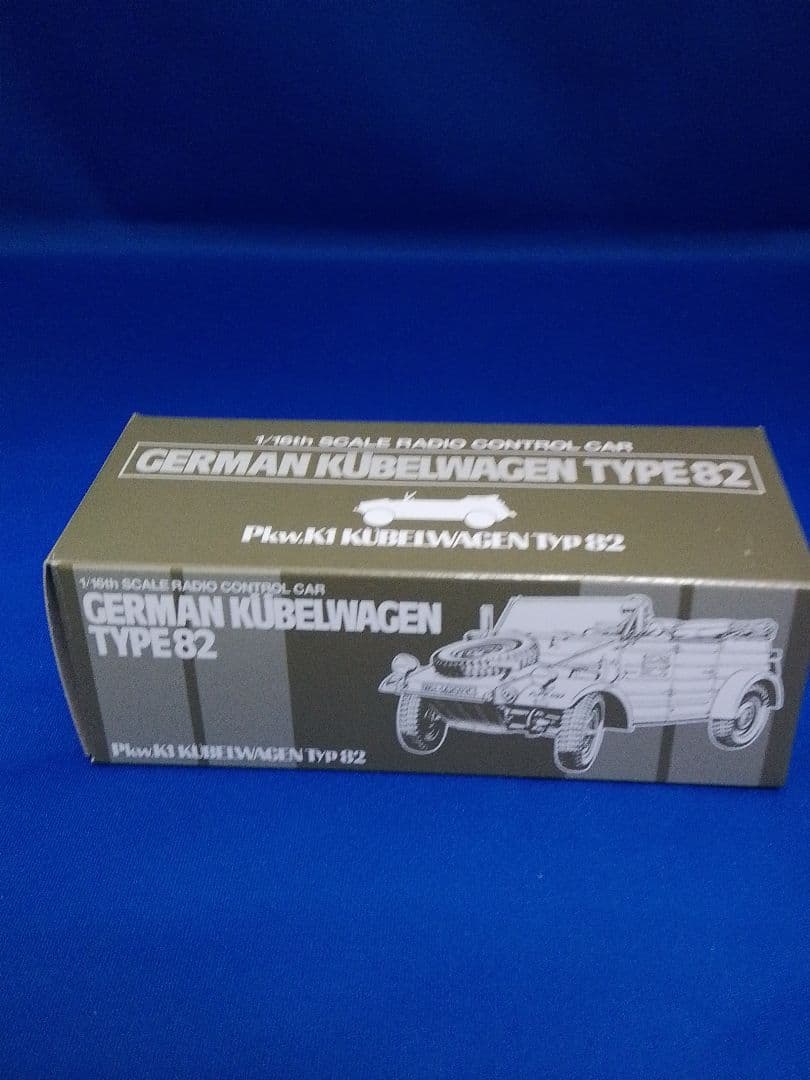 1/16th SCALE RADIO CONTROL CAR
GERMAN KÜBELWAGEN TYPE 82
Pkw.K1 KÜBELWAGEN Typ 82
1/16th SCALE RADIO CONTROL CAR
GERMAN KÜBELWAGEN
TYPE 82
Pkw.K1 KÜBELWAGEN Typ 82